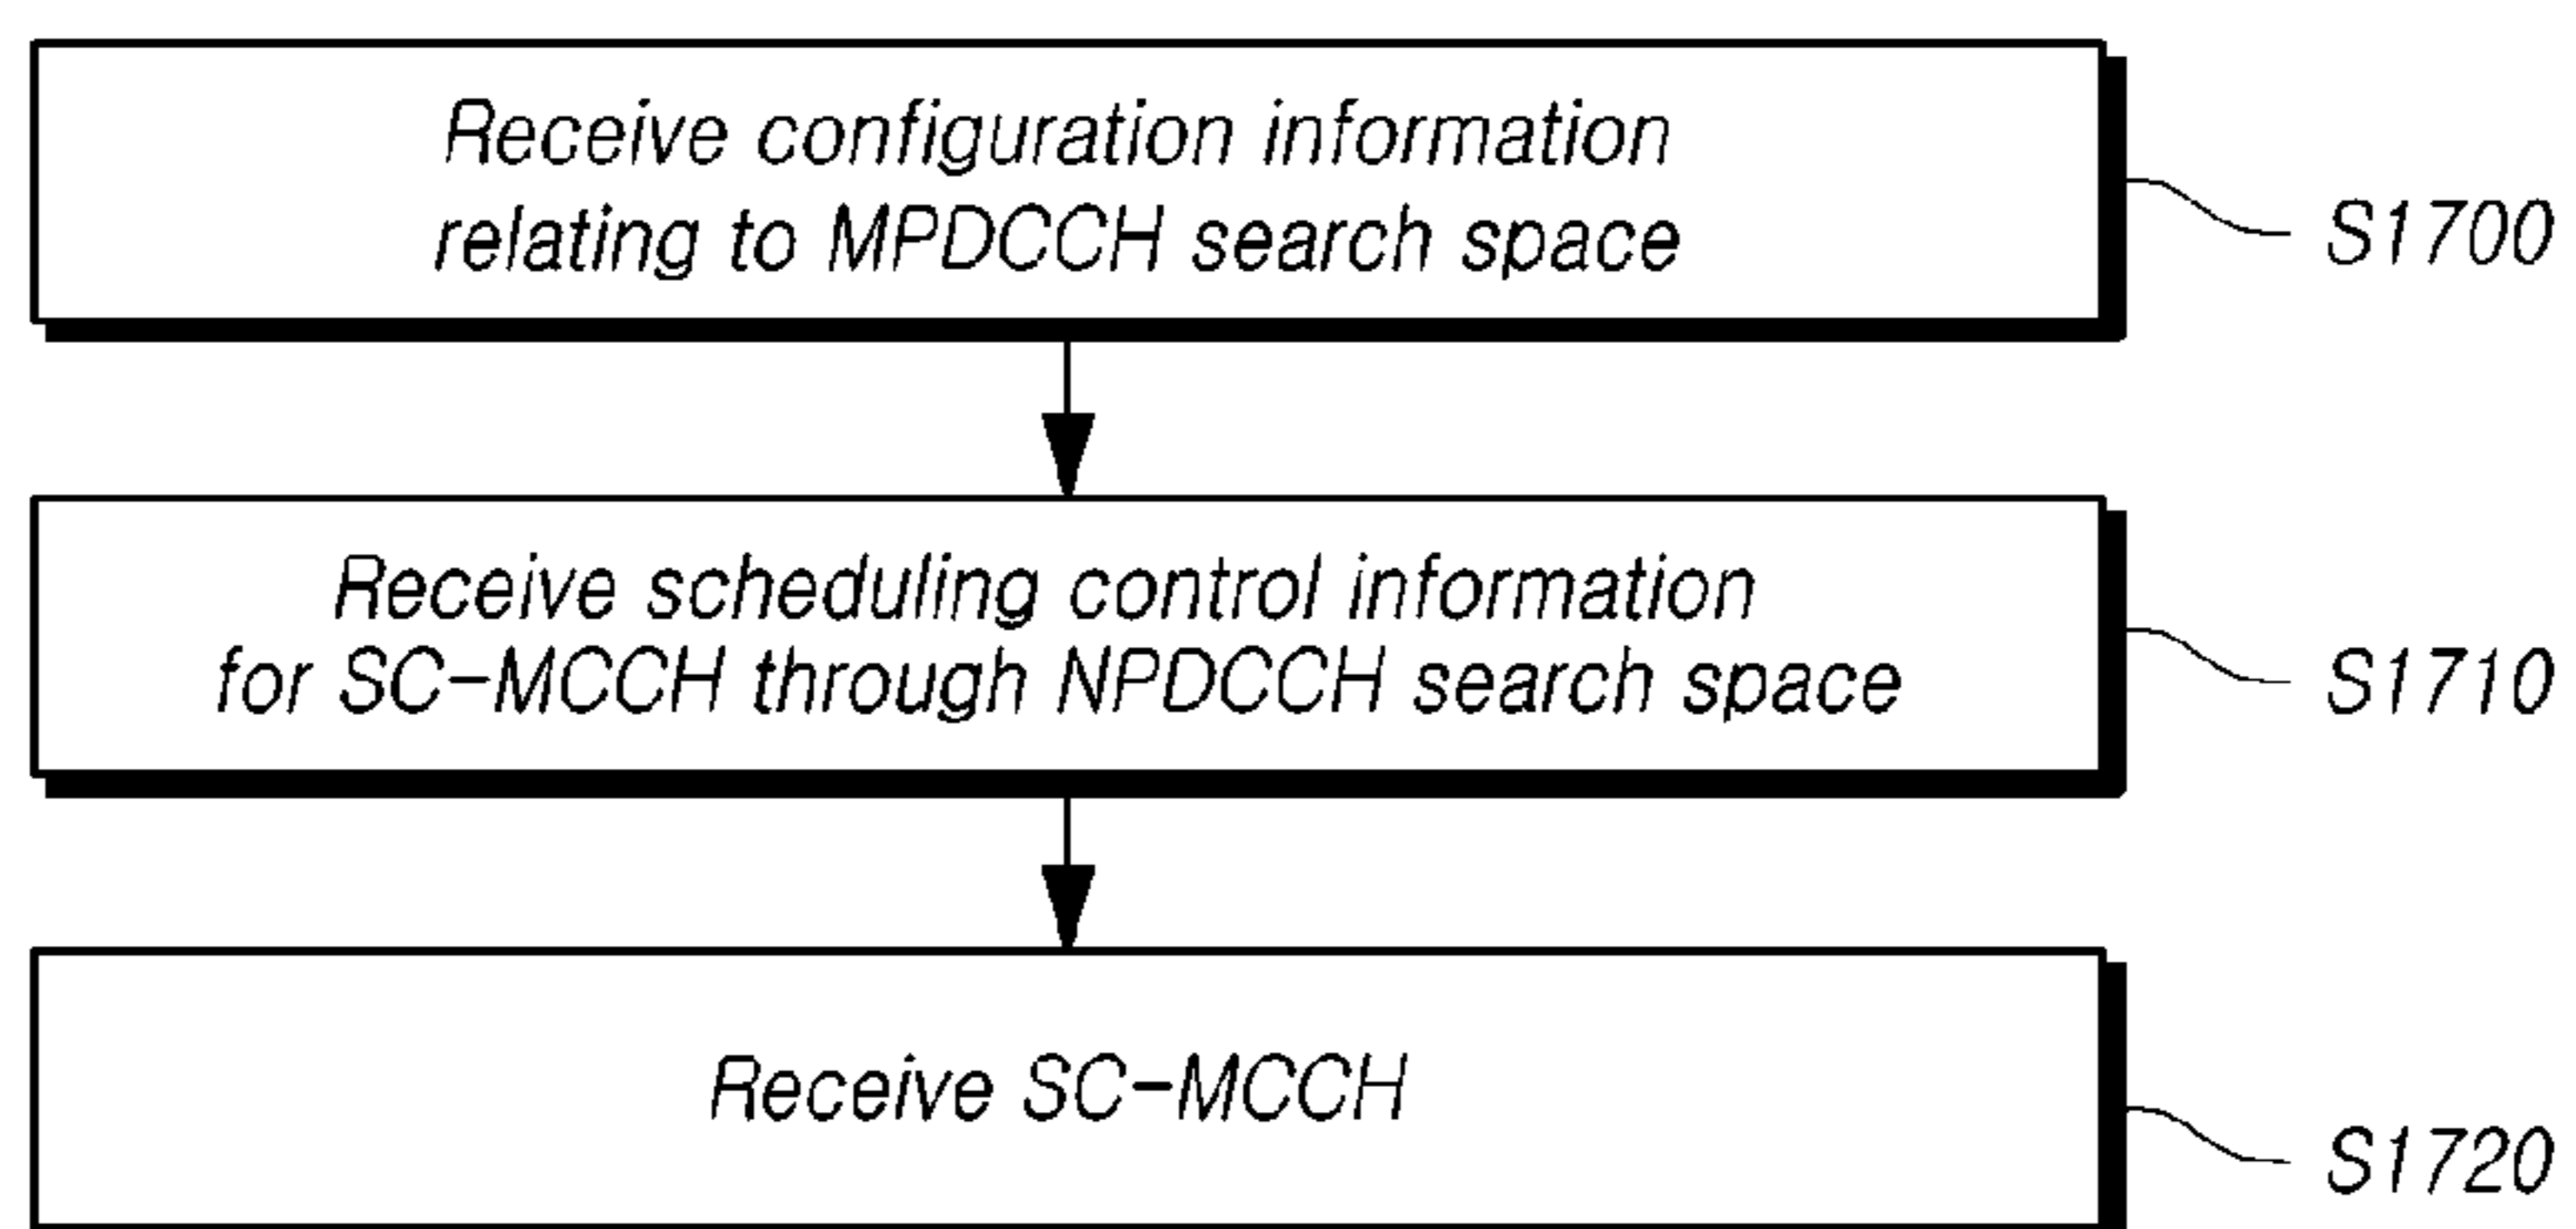 Receive configuration information
relating to MPDCCH search space
S1700
Receive scheduling control information
for SC-MCCH through NPDCCH search space
S1710
Receive SC-MCCH
S1720